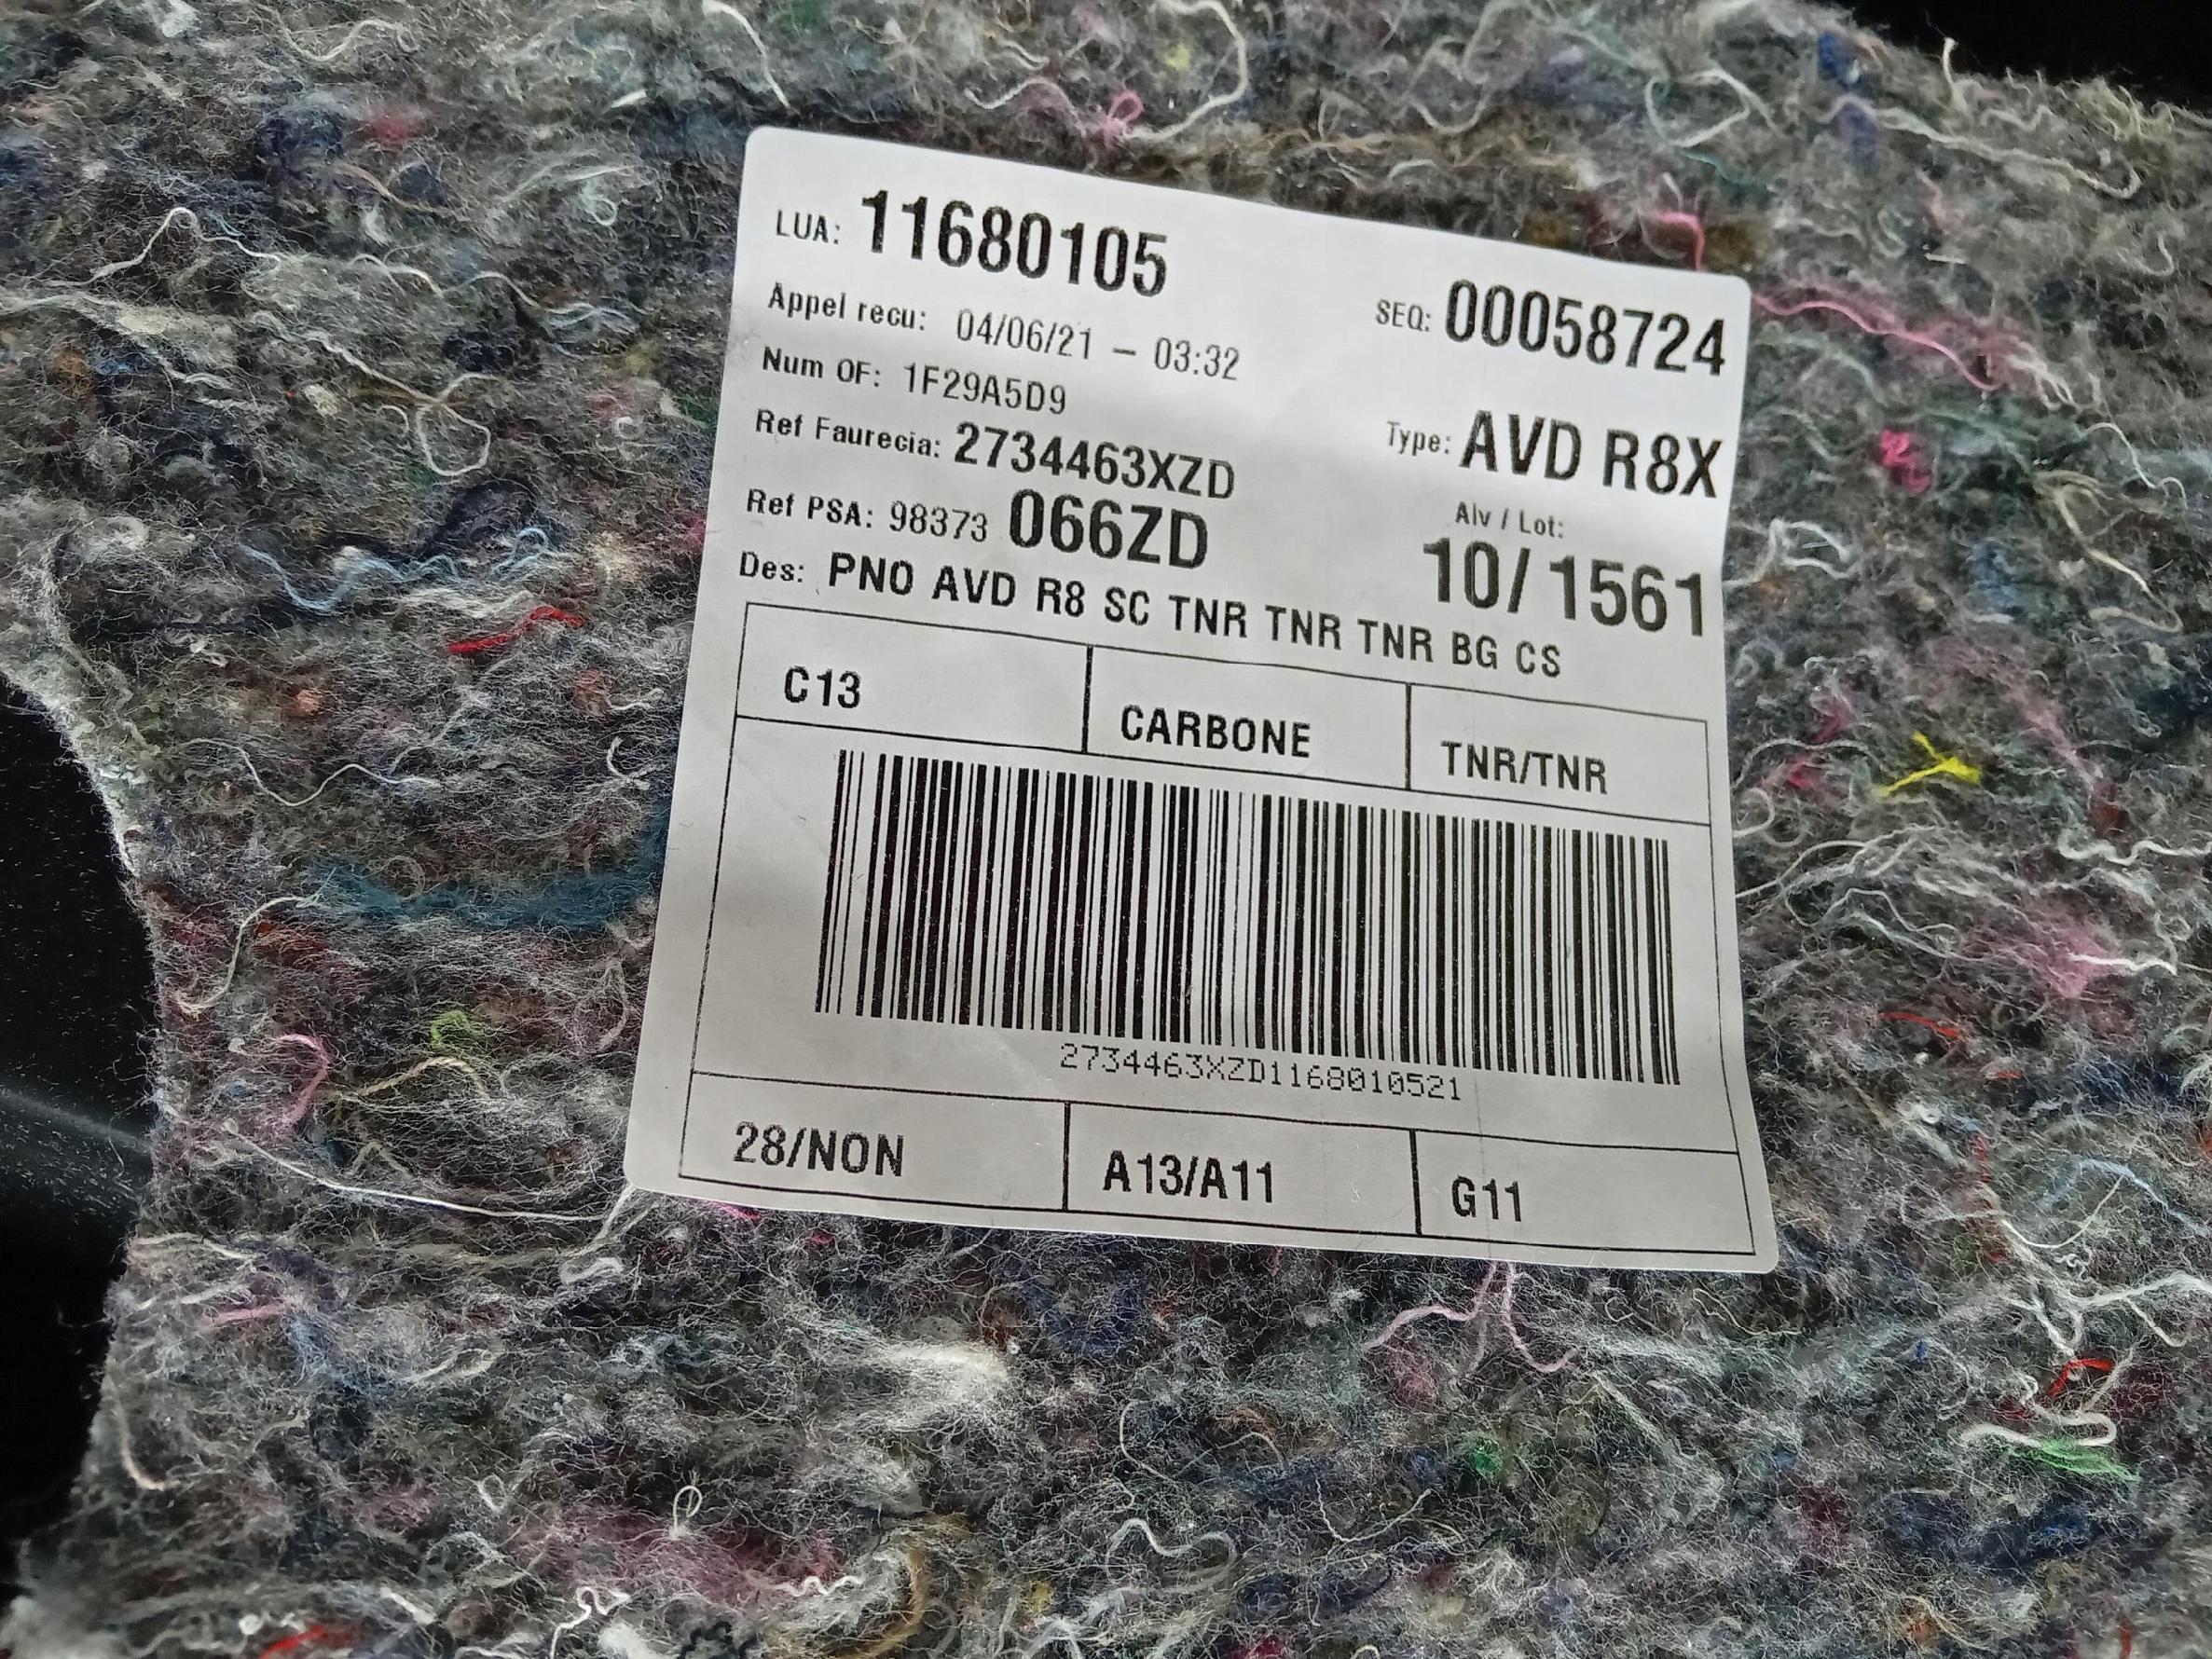 LUA: 11680105
SEQ: 00058724
Appel recu: 04/06/21 – 03:32
Num OF: 1F29A5D9
Type: AVD R8X
Ref Faurecia: 2734463XZD
Alv / Lot:
Ref PSA: 98373 066ZD
10/1561
Des: PNO AVD R8 SC TNR TNR TNR BG CS
C13
CARBONE
TNR/TNR
2734463XZD1168010521
28/NON
A13/A11
G11